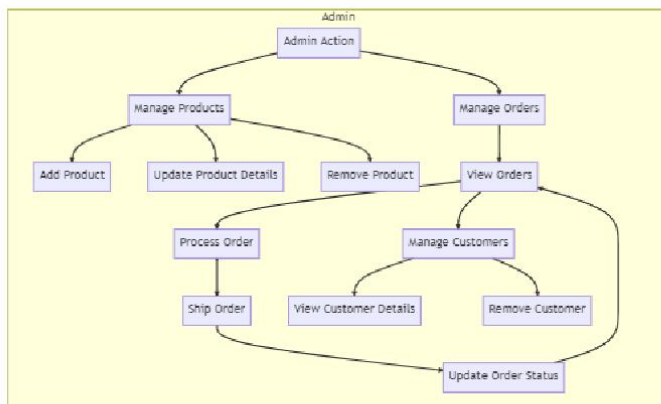 Admin
Admin Action
Manage Products
Manage Orders
Add Product
Update Product Details
Remove Product
View Orders
Process Order
Manage Customers
Ship Order
View Customer Details
Remove Customer
Update Order Status